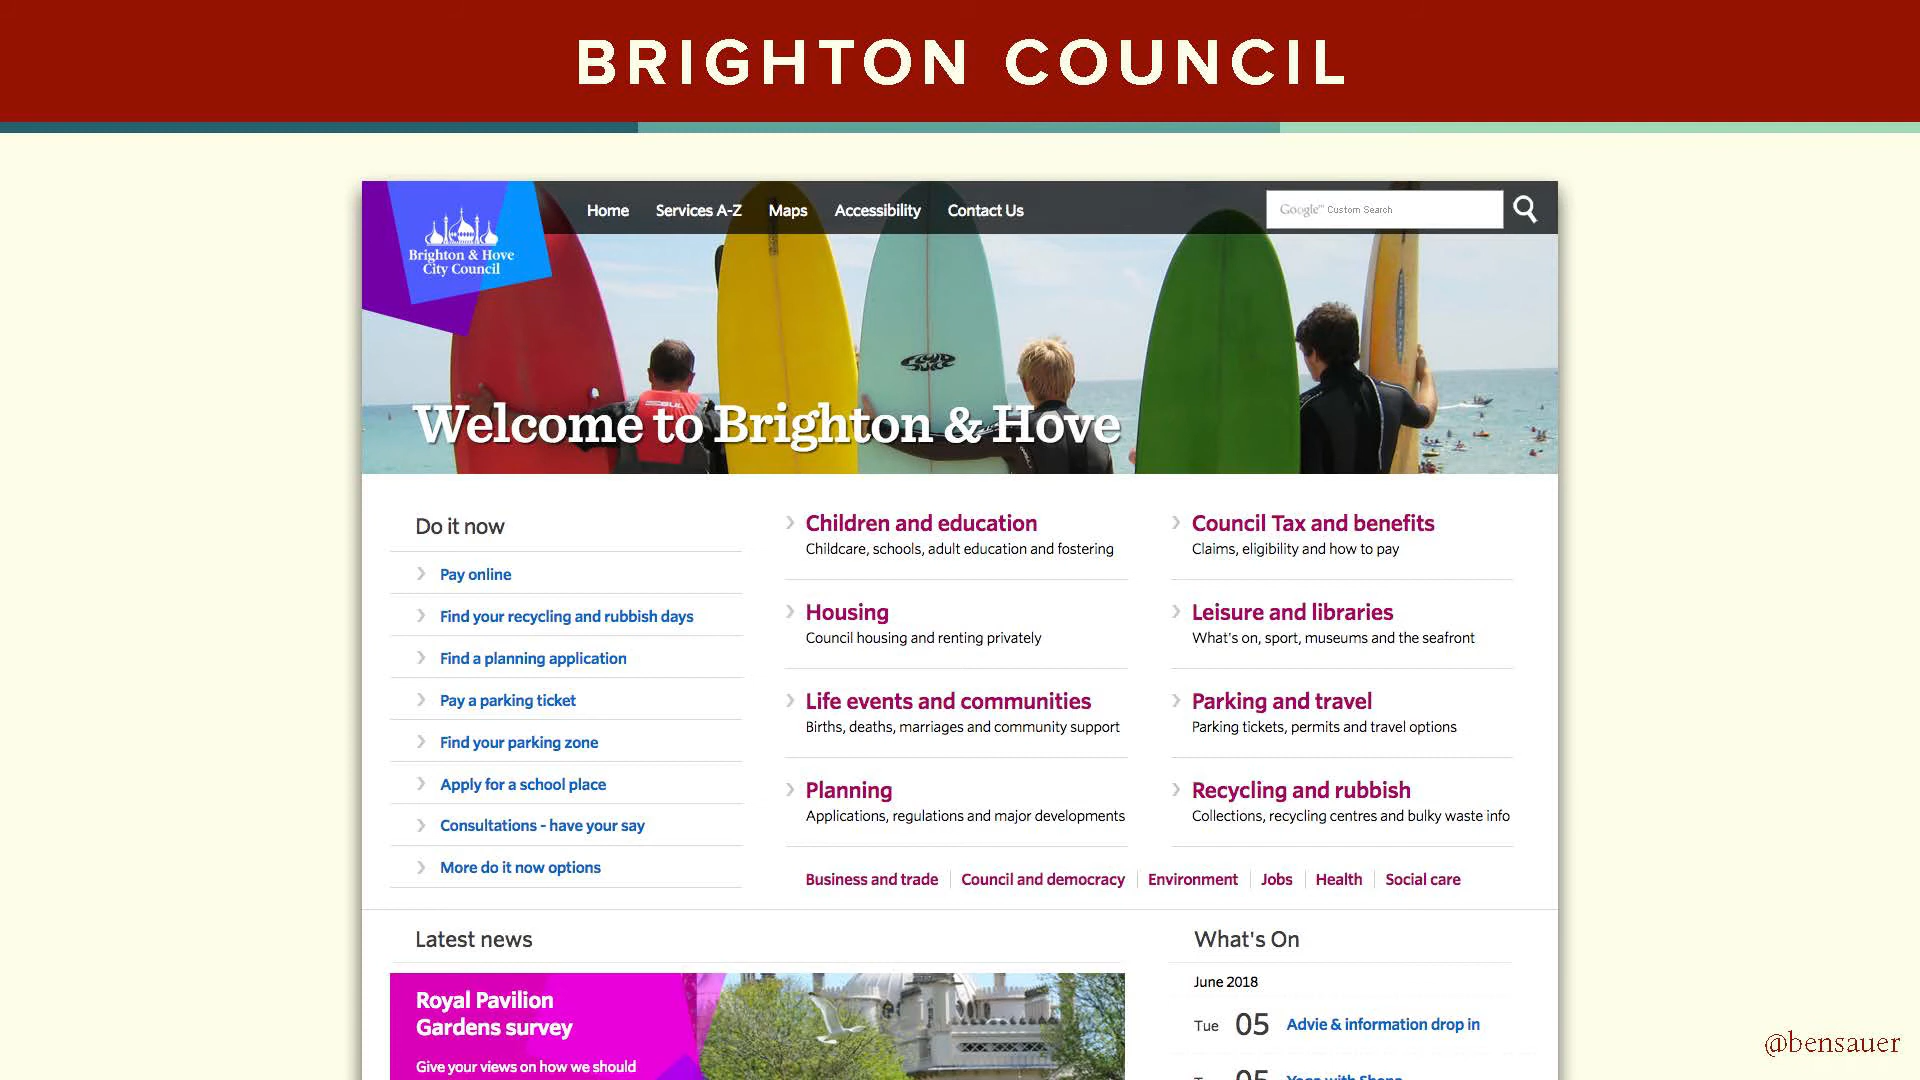 BRIGHTON COUNCIL
Home Services A-Z Maps Accessibility Contact Us
Google™ Custom Search
Brighton & Hove
City Council
Welcome to Brighton & Hove
Do it now
Pay online
Find your recycling and rubbish days
Find a planning application
Pay a parking ticket
Find your parking zone
Apply for a school place
Consultations - have your say
More do it now options
Children and education
Childcare, schools, adult education and fostering
Housing
Council housing and renting privately
Life events and communities
Births, deaths, marriages and community support
Planning
Applications, regulations and major developments
Council Tax and benefits
Claims, eligibility and how to pay
Leisure and libraries
What's on, sport, museums and the seafront
Parking and travel
Parking tickets, permits and travel options
Recycling and rubbish
Collections, recycling centres and bulky waste info
Business and trade Council and democracy Environment Jobs Health Social care
Latest news
Royal Pavilion
Gardens survey
Give your views on how we should
What's On
June 2018
Tue 05 Advie & information drop in
05
@bensauer